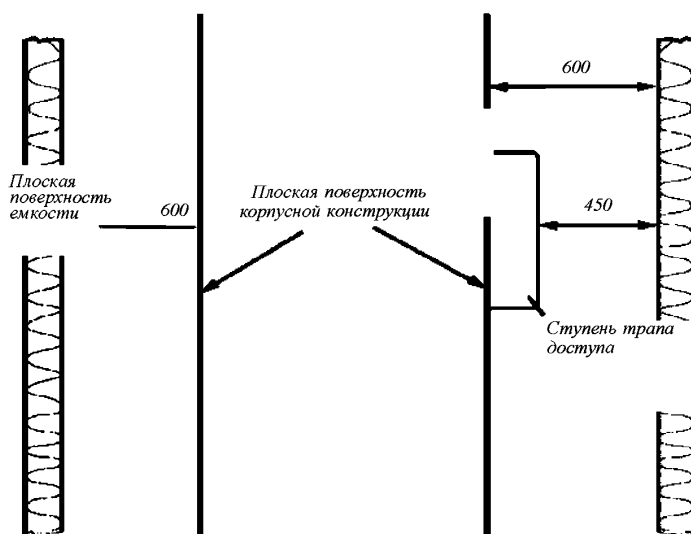 600
Плоская
поверхность
емкости
600
Плоская поверхность
корпусной конструкции
450
Ступень трапа
доступа